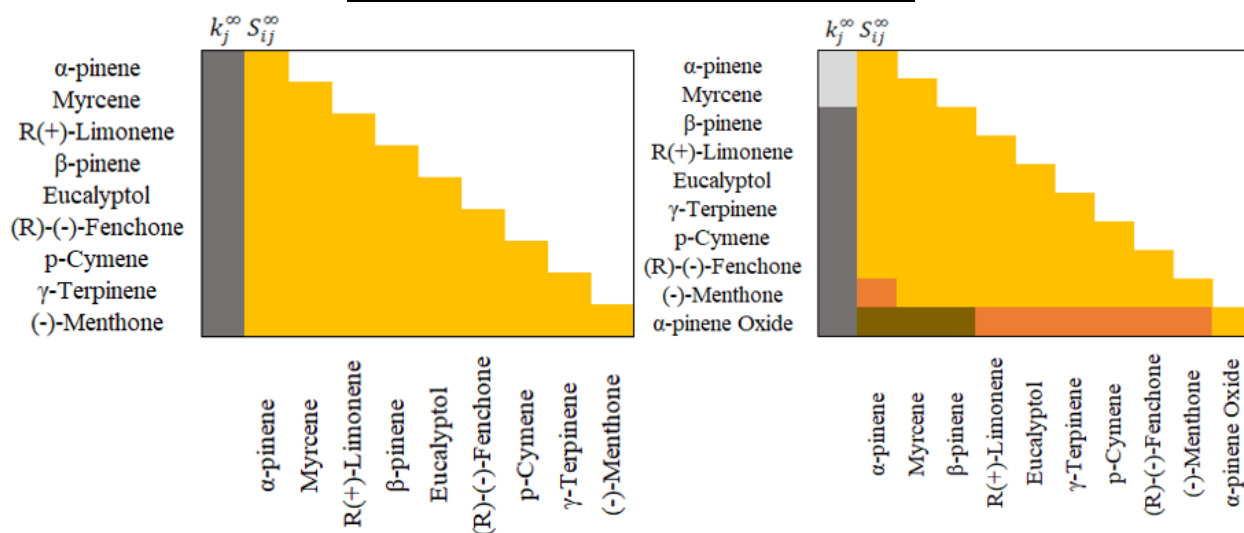 k_j^∞ S_ij^∞
α-pinene
Myrcene
R(+)-Limonene
β-pinene
Eucalyptol
(R)-(-)-Fenchone
p-Cymene
γ-Terpinene
(-)-Menthone
α-pinene
Myrcene
R(+)-Limonene
β-pinene
Eucalyptol
(R)-(-)-Fenchone
p-Cymene
γ-Terpinene
(-)-Menthone
k_j^∞ S_ij^∞
α-pinene
Myrcene
β-pinene
R(+)-Limonene
Eucalyptol
γ-Terpinene
p-Cymene
(R)-(-)-Fenchone
(-)-Menthone
α-pinene Oxide
α-pinene
Myrcene
β-pinene
R(+)-Limonene
Eucalyptol
γ-Terpinene
p-Cymene
(R)-(-)-Fenchone
(-)-Menthone
α-pinene Oxide